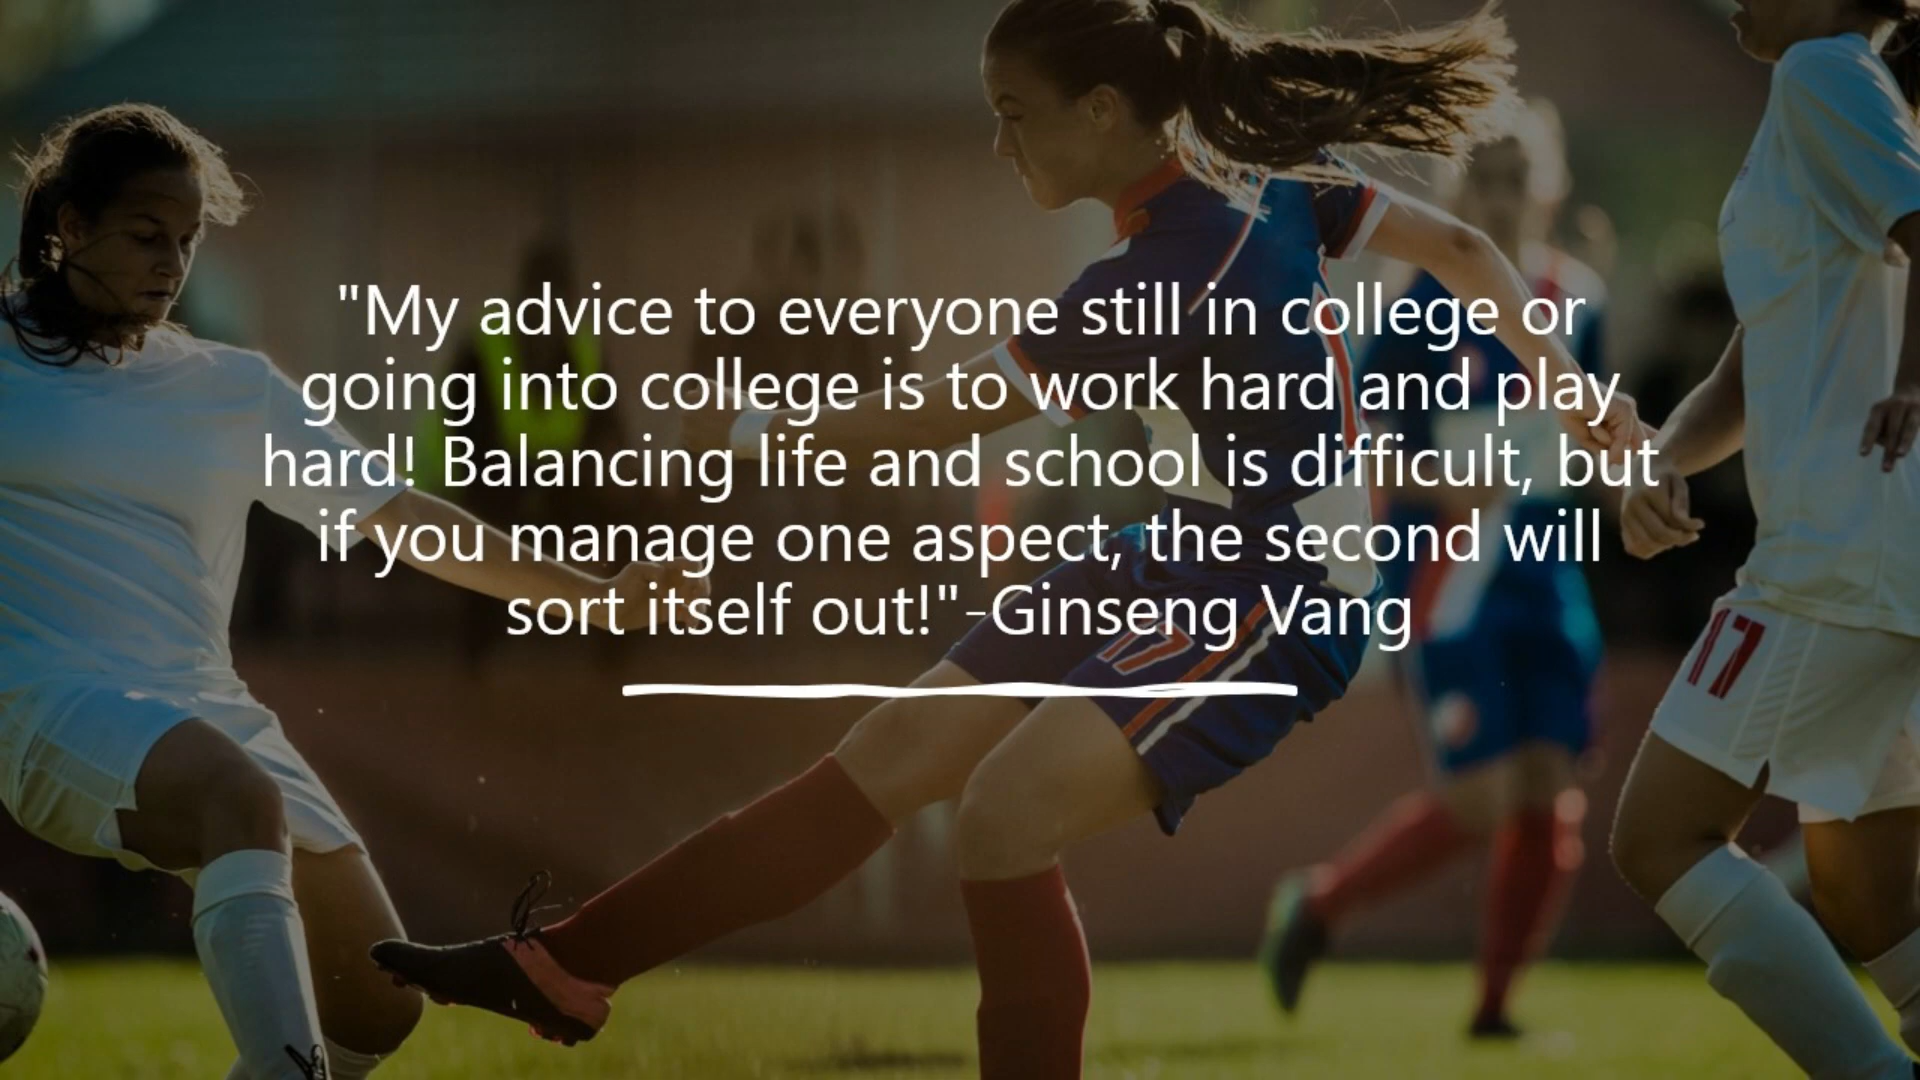 "My advice to everyone still in college or
going into college is to work hard and play
hard! Balancing life and school is difficult, but
if you manage one aspect, the second will
sort itself out!"-Ginseng Vang
17
17